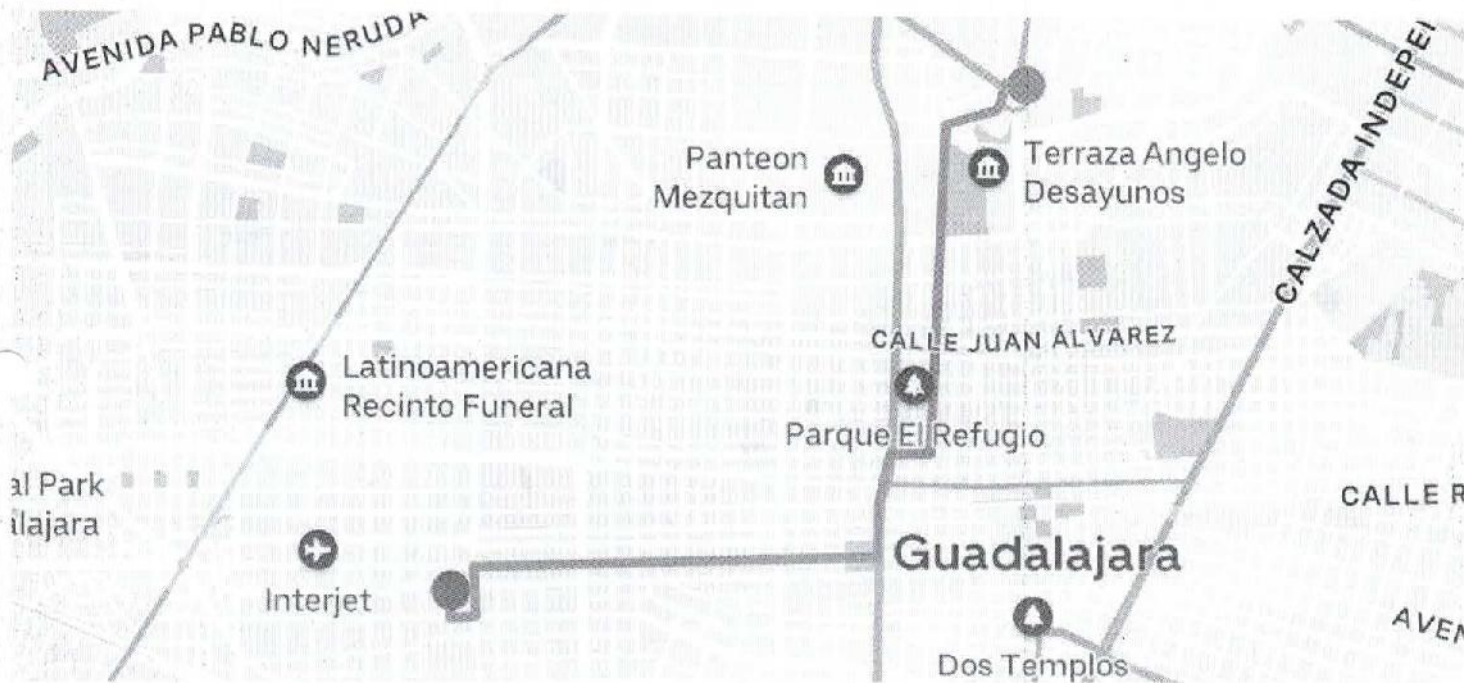 AVENIDA PABLO NERUDA
Panteon
Mezquitan
Terraza Angelo
Desayunos
CALZADA INDEPEN
CALLE JUAN ÁLVAREZ
Latinoamericana
Recinto Funeral
Parque El Refugio
al Park
alajara
CALLE R
Guadalajara
Interjet
AVEN
Dos Templos